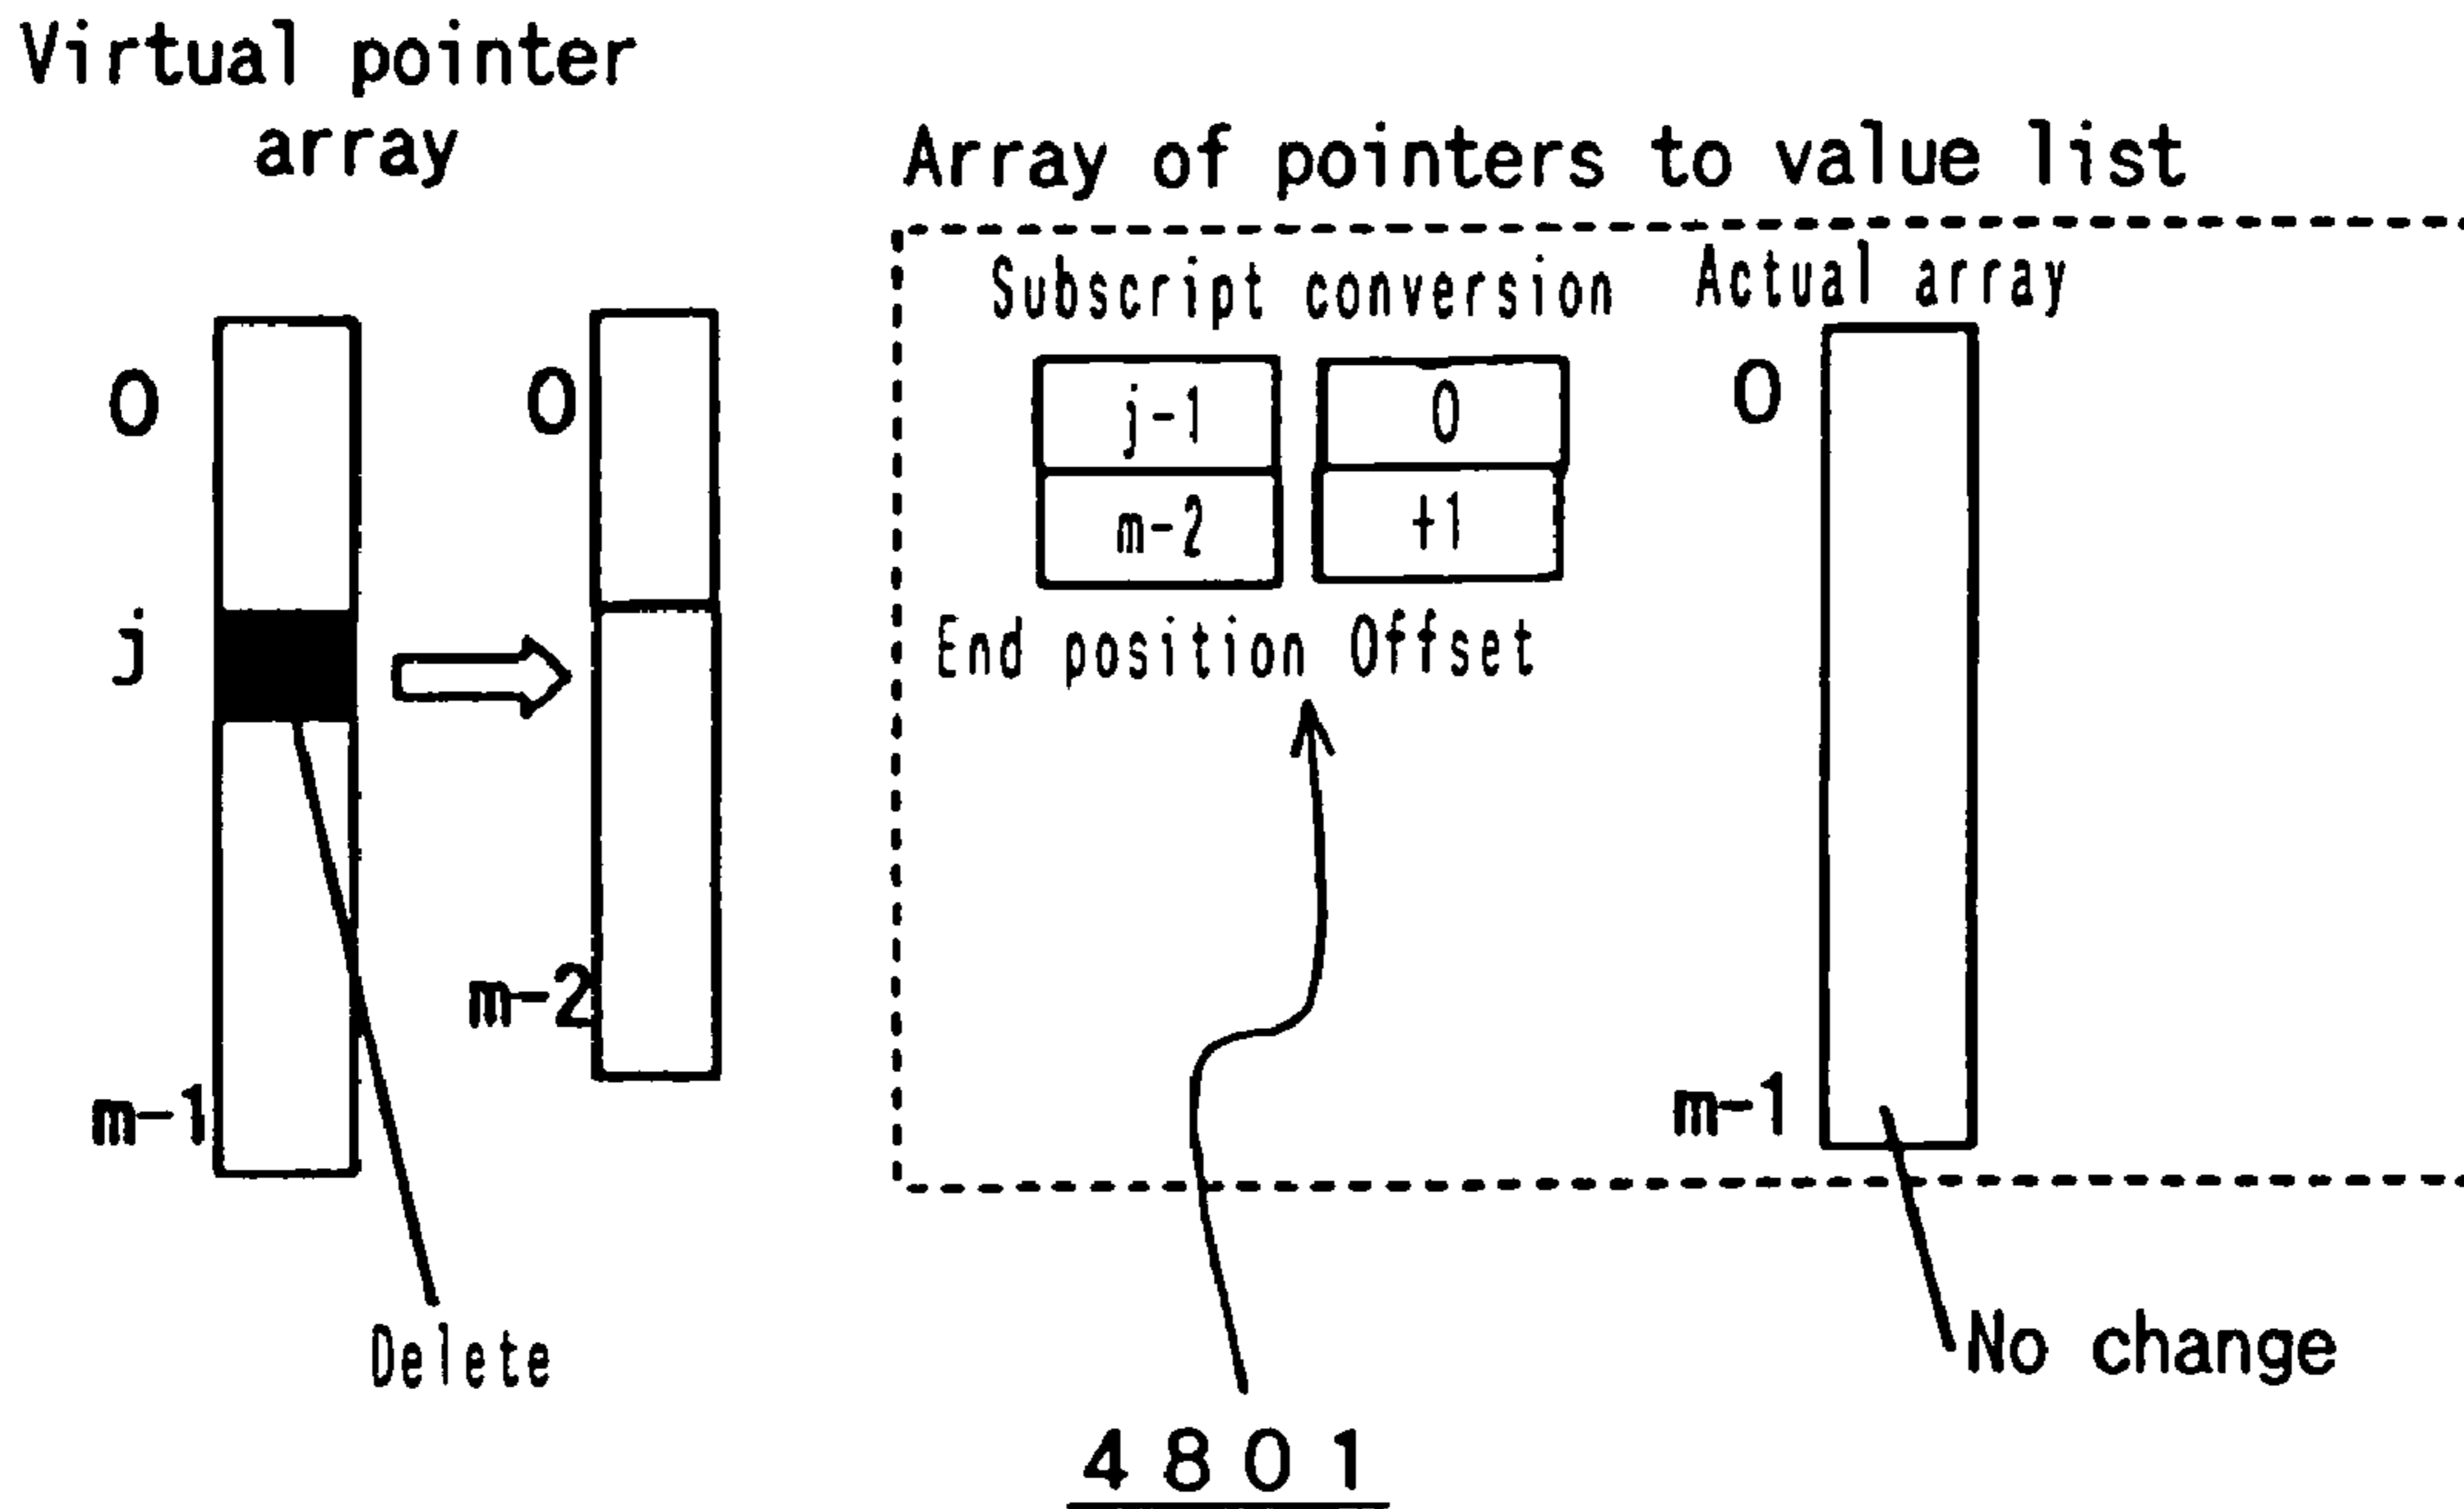 Virtual pointer
array
Array of pointers to value list
Subscript conversion
Actual array
0
0
j-1
0
0
m-2
+1
j
End position
Offset
m-2
m-1
m-1
Delete
No change
4801